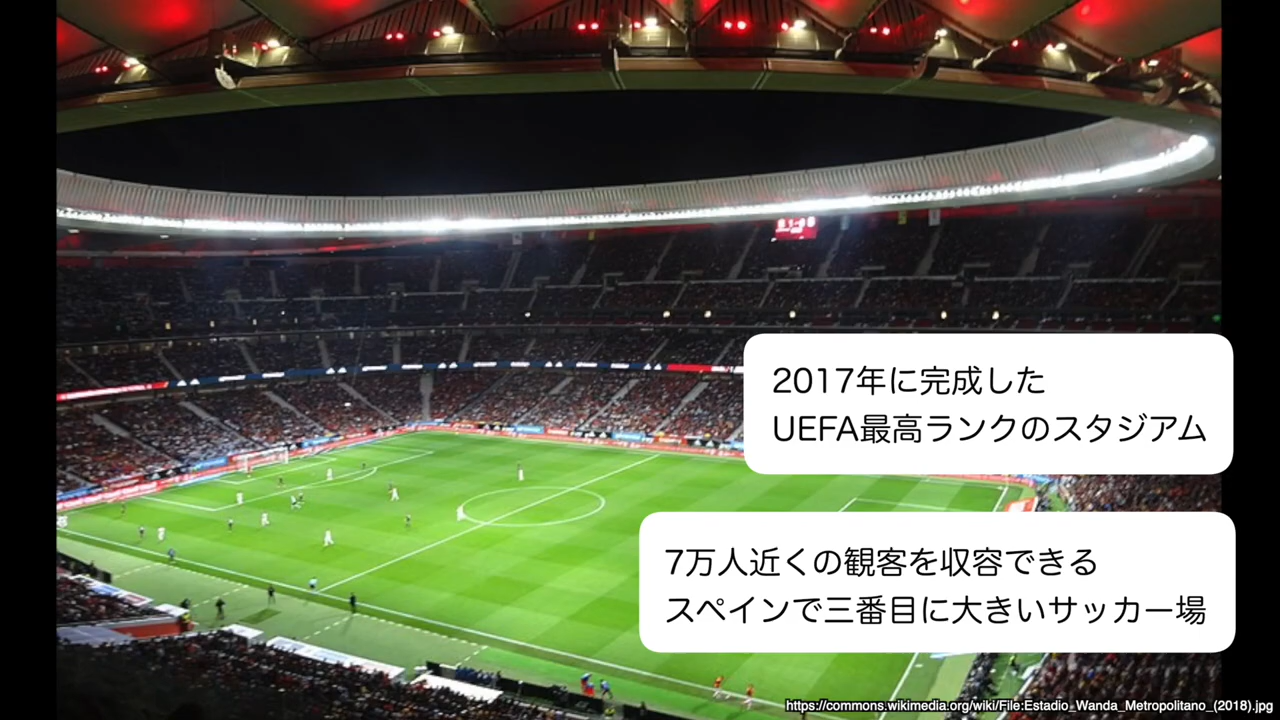 2017年に完成した
UEFA最高ランクのスタジアム
7万人近くの観客を収容できる
スペインで三番目に大きいサッカー場
https://commons.wikimedia.org/wiki/File:Estadio_Wanda_Metropolitano_(2018).jpg